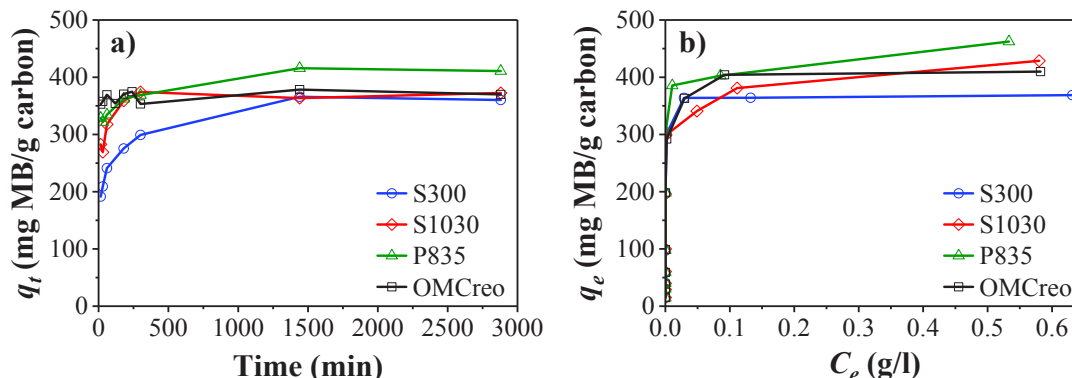 a)
500
400
300
200
100
0
q_t (mg MB/g carbon)
S300
S1030
P835
OMCreo
0 500 1000 1500 2000 2500 3000
Time (min)
b)
500
400
300
200
100
0
q_e (mg MB/g carbon)
S300
S1030
P835
OMCreo
0.0 0.1 0.2 0.3 0.4 0.5 0.6
C_e (g/l)